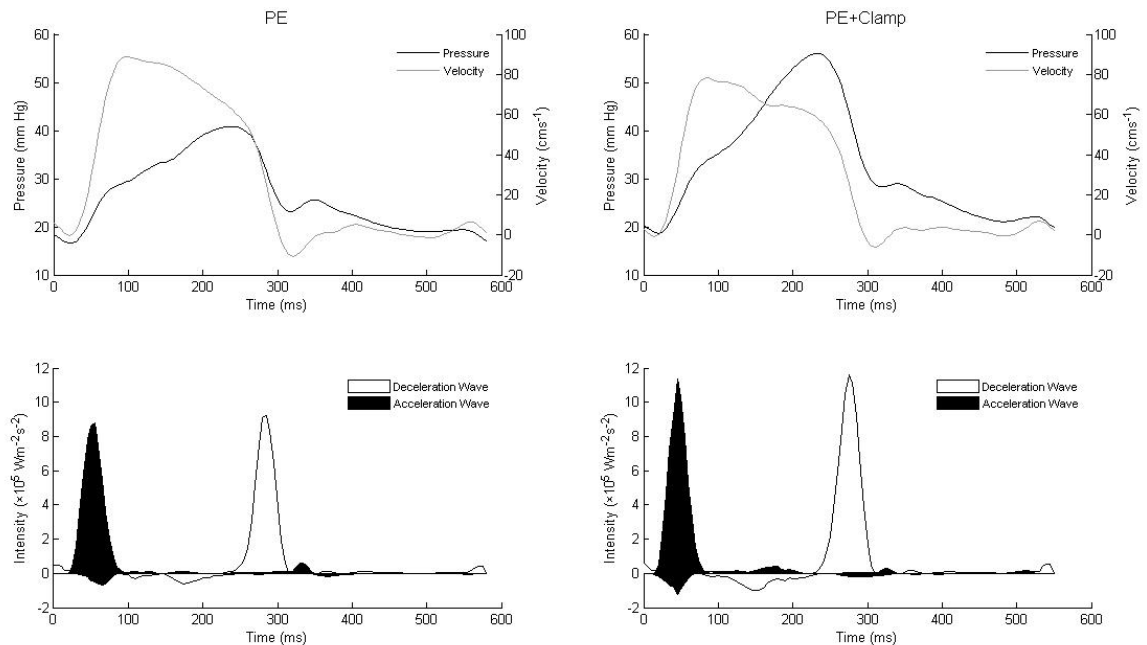 PE
60
50
40
30
20
10
Pressure (mm Hg)
100
80
60
40
20
0
-20
Velocity (cms⁻¹)
Pressure
Velocity
0 100 200 300 400 500 600
Time (ms)
PE+Clamp
60
50
40
30
20
10
Pressure (mm Hg)
100
80
60
40
20
0
-20
Velocity (cms⁻¹)
Pressure
Velocity
0 100 200 300 400 500 600
Time (ms)
12
10
8
6
4
2
0
-2
Intensity (×10⁵ Wm⁻²s⁻²)
Deceleration Wave
Acceleration Wave
0 100 200 300 400 500 600
Time (ms)
12
10
8
6
4
2
0
-2
Intensity (×10⁵ Wm⁻²s⁻²)
Deceleration Wave
Acceleration Wave
0 100 200 300 400 500 600
Time (ms)